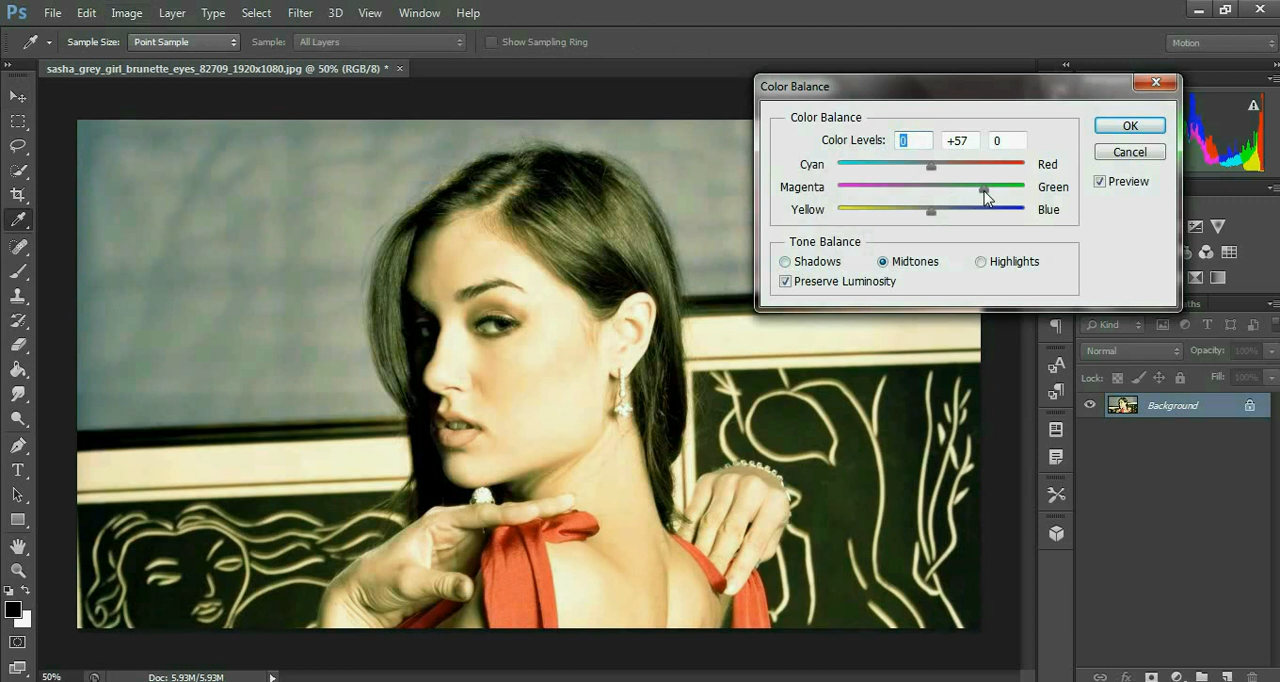 Ps File Edit Image Layer Type Select Filter 3D View Window Help
Sample Size: Point Sample Sample: All Layers Show Sampling Ring Motion
sasha_grey_girl_brunette_eyes_82709_1920x1080.jpg @ 50% (RGB/8) *
Color Balance
Color Balance
Color Levels: 0 +57 0
OK
Cyan Red
Cancel
Magenta Green
Preview
Yellow Blue
Tone Balance
Shadows Midtones Highlights
Preserve Luminosity
Kind
Normal Opacity: 100%
Lock: Fill: 100%
Background
50% Doc: 5.93M/5.93M